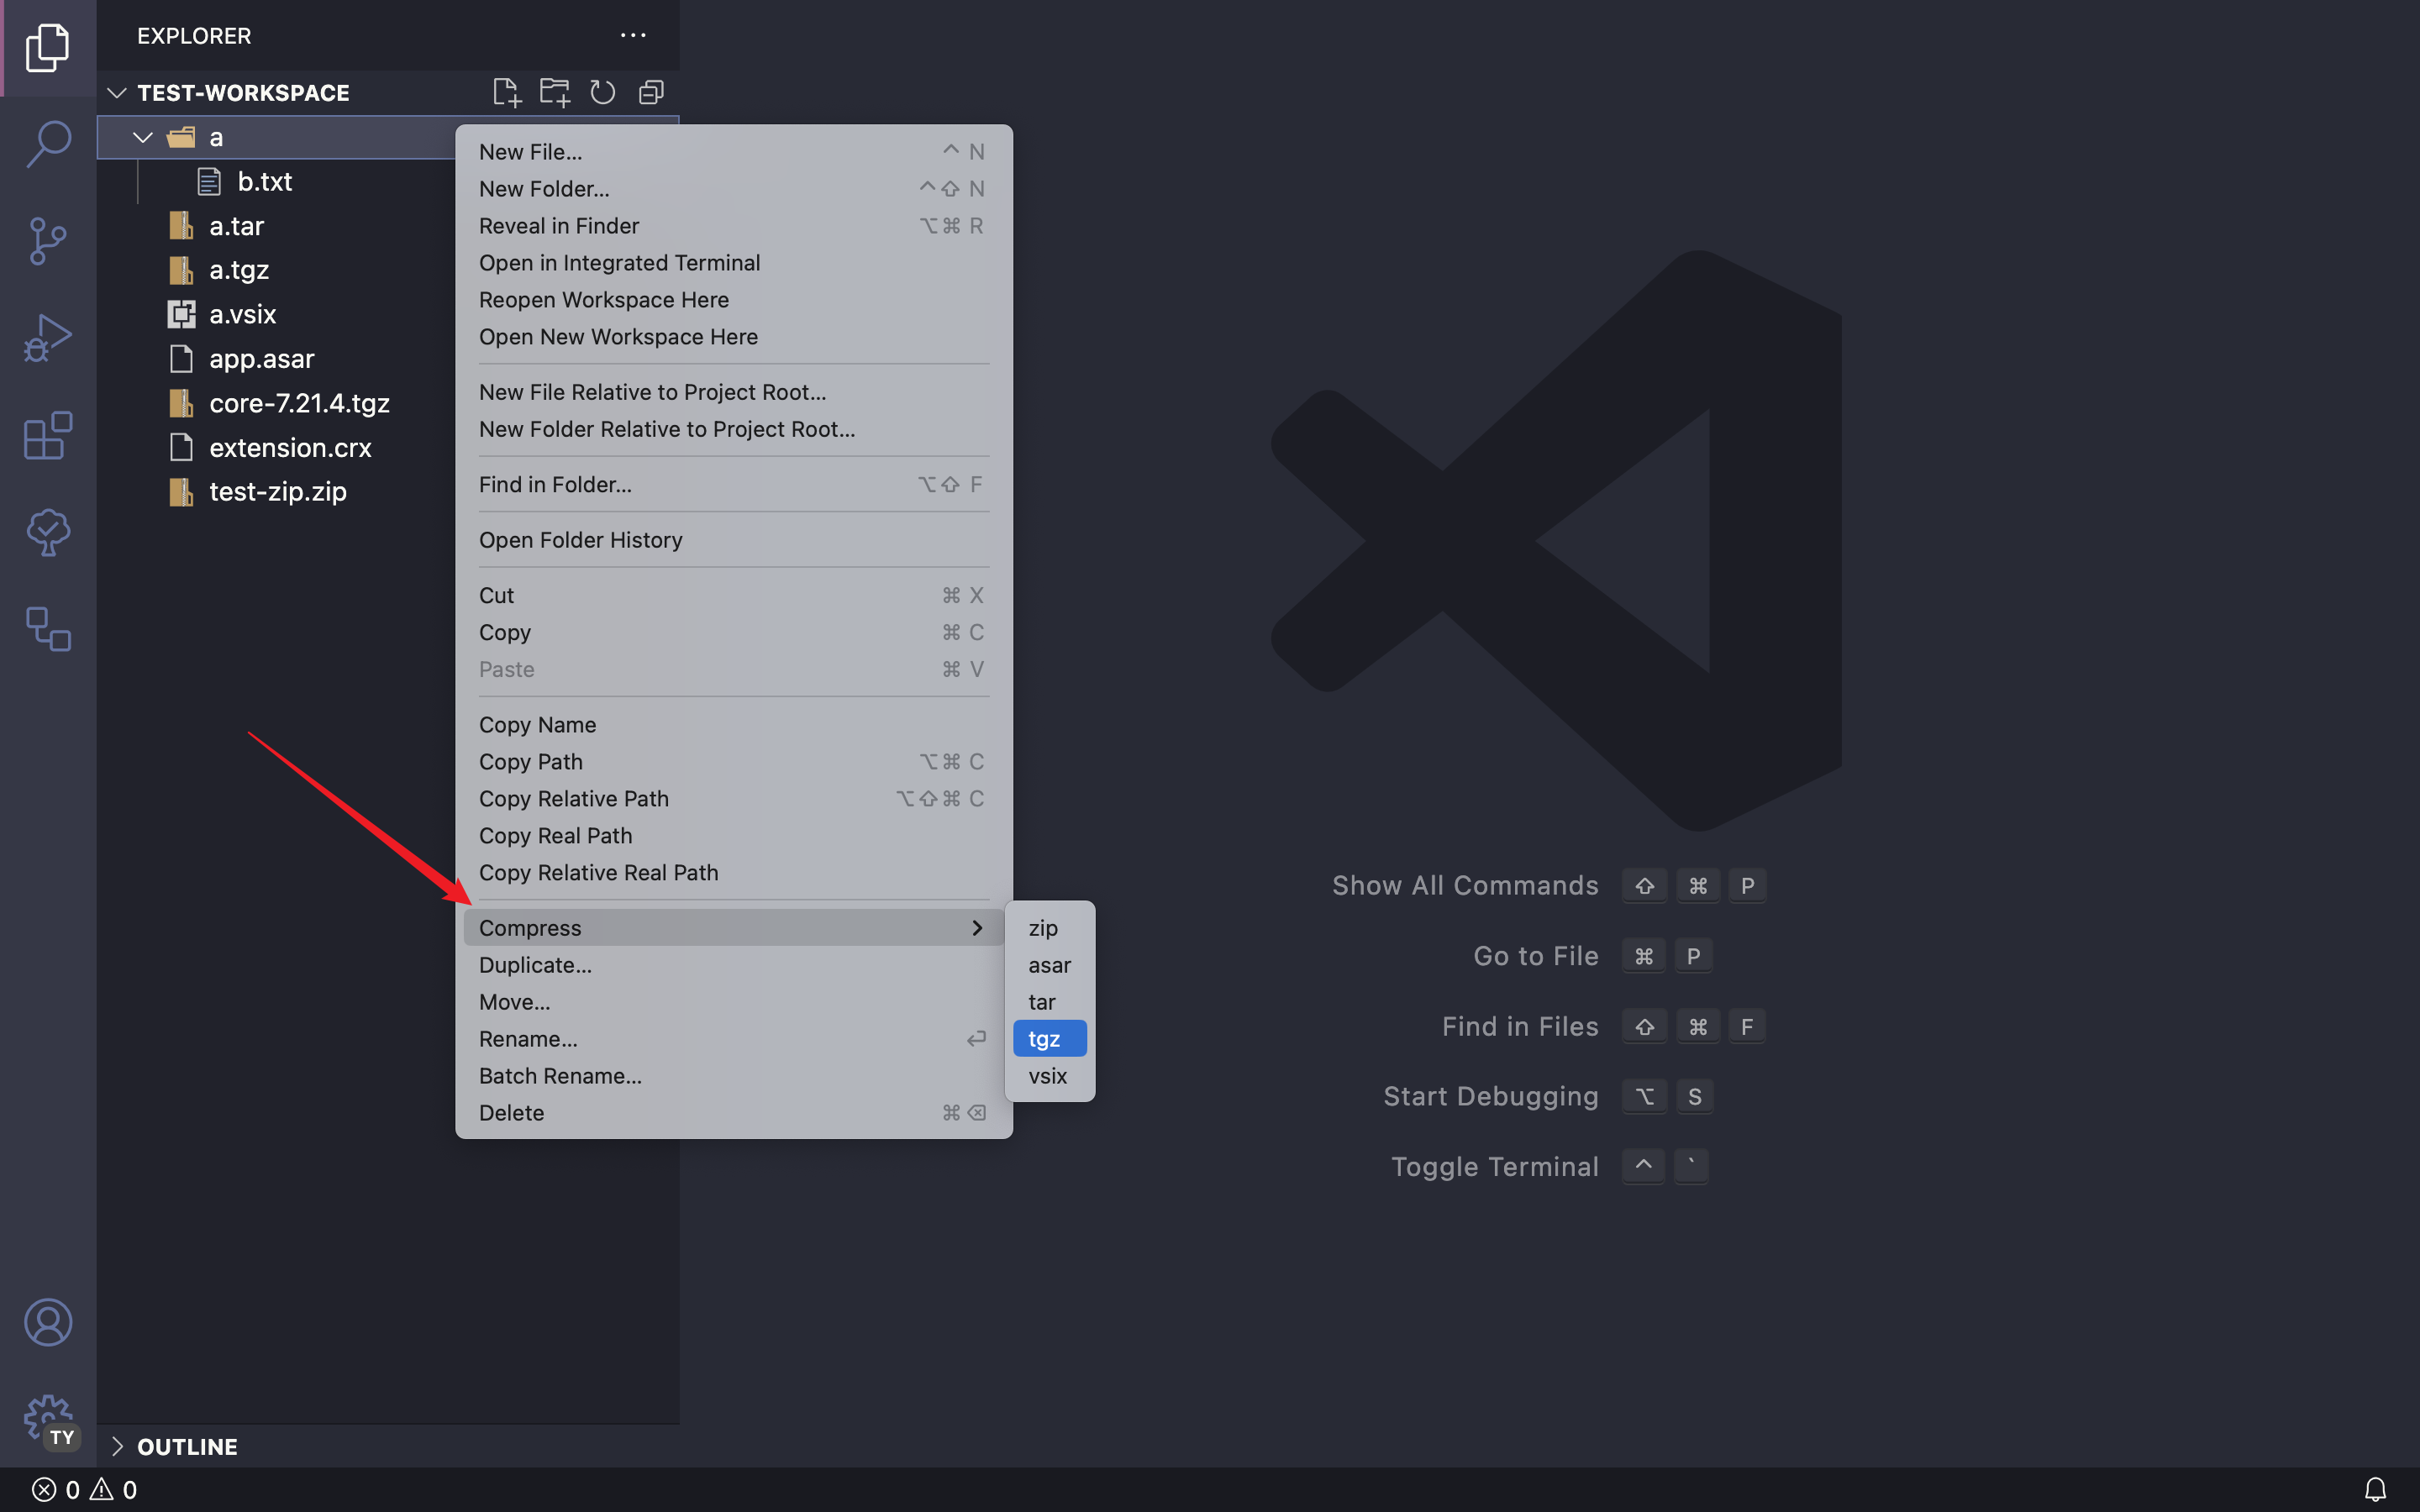 EXPLORER
TEST-WORKSPACE
a
b.txt
a.tar
a.tgz
a.vsix
app.asar
core-7.21.4.tgz
extension.crx
test-zip.zip
New File... ^ N
New Folder... ^⇧ N
Reveal in Finder ⌥⌘ R
Open in Integrated Terminal
Reopen Workspace Here
Open New Workspace Here
New File Relative to Project Root...
New Folder Relative to Project Root...
Find in Folder... ⌥⇧ F
Open Folder History
Cut ⌘ X
Copy ⌘ C
Paste ⌘ V
Copy Name
Copy Path ⌥⌘ C
Copy Relative Path ⌥⇧⌘ C
Copy Real Path
Copy Relative Real Path
Compress
Duplicate...
Move...
Rename... ↩
Batch Rename...
Delete ⌘⌫
zip
asar
tar
tgz
vsix
Show All Commands ⇧ ⌘ P
Go to File ⌘ P
Find in Files ⇧ ⌘ F
Start Debugging ⌥ S
Toggle Terminal ^ `
TY
OUTLINE
0 0